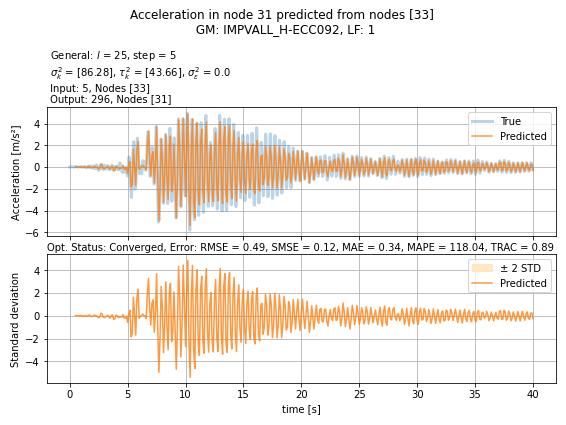 Acceleration in node 31 predicted from nodes [33]
GM: IMPVALL_H-ECC092, LF: 1
General: l = 25, step = 5
σ²ₖ = [86.28], τ²ₖ = [43.66], σ²ε = 0.0
Input: 5, Nodes [33]
Output: 296, Nodes [31]
True
Predicted
Acceleration [m/s²]
4
2
0
−2
−4
−6
Opt. Status: Converged, Error: RMSE = 0.49, SMSE = 0.12, MAE = 0.34, MAPE = 118.04, TRAC = 0.89
± 2 STD
Predicted
Standard deviation
4
2
0
−2
−4
0 5 10 15 20 25 30 35 40
time [s]